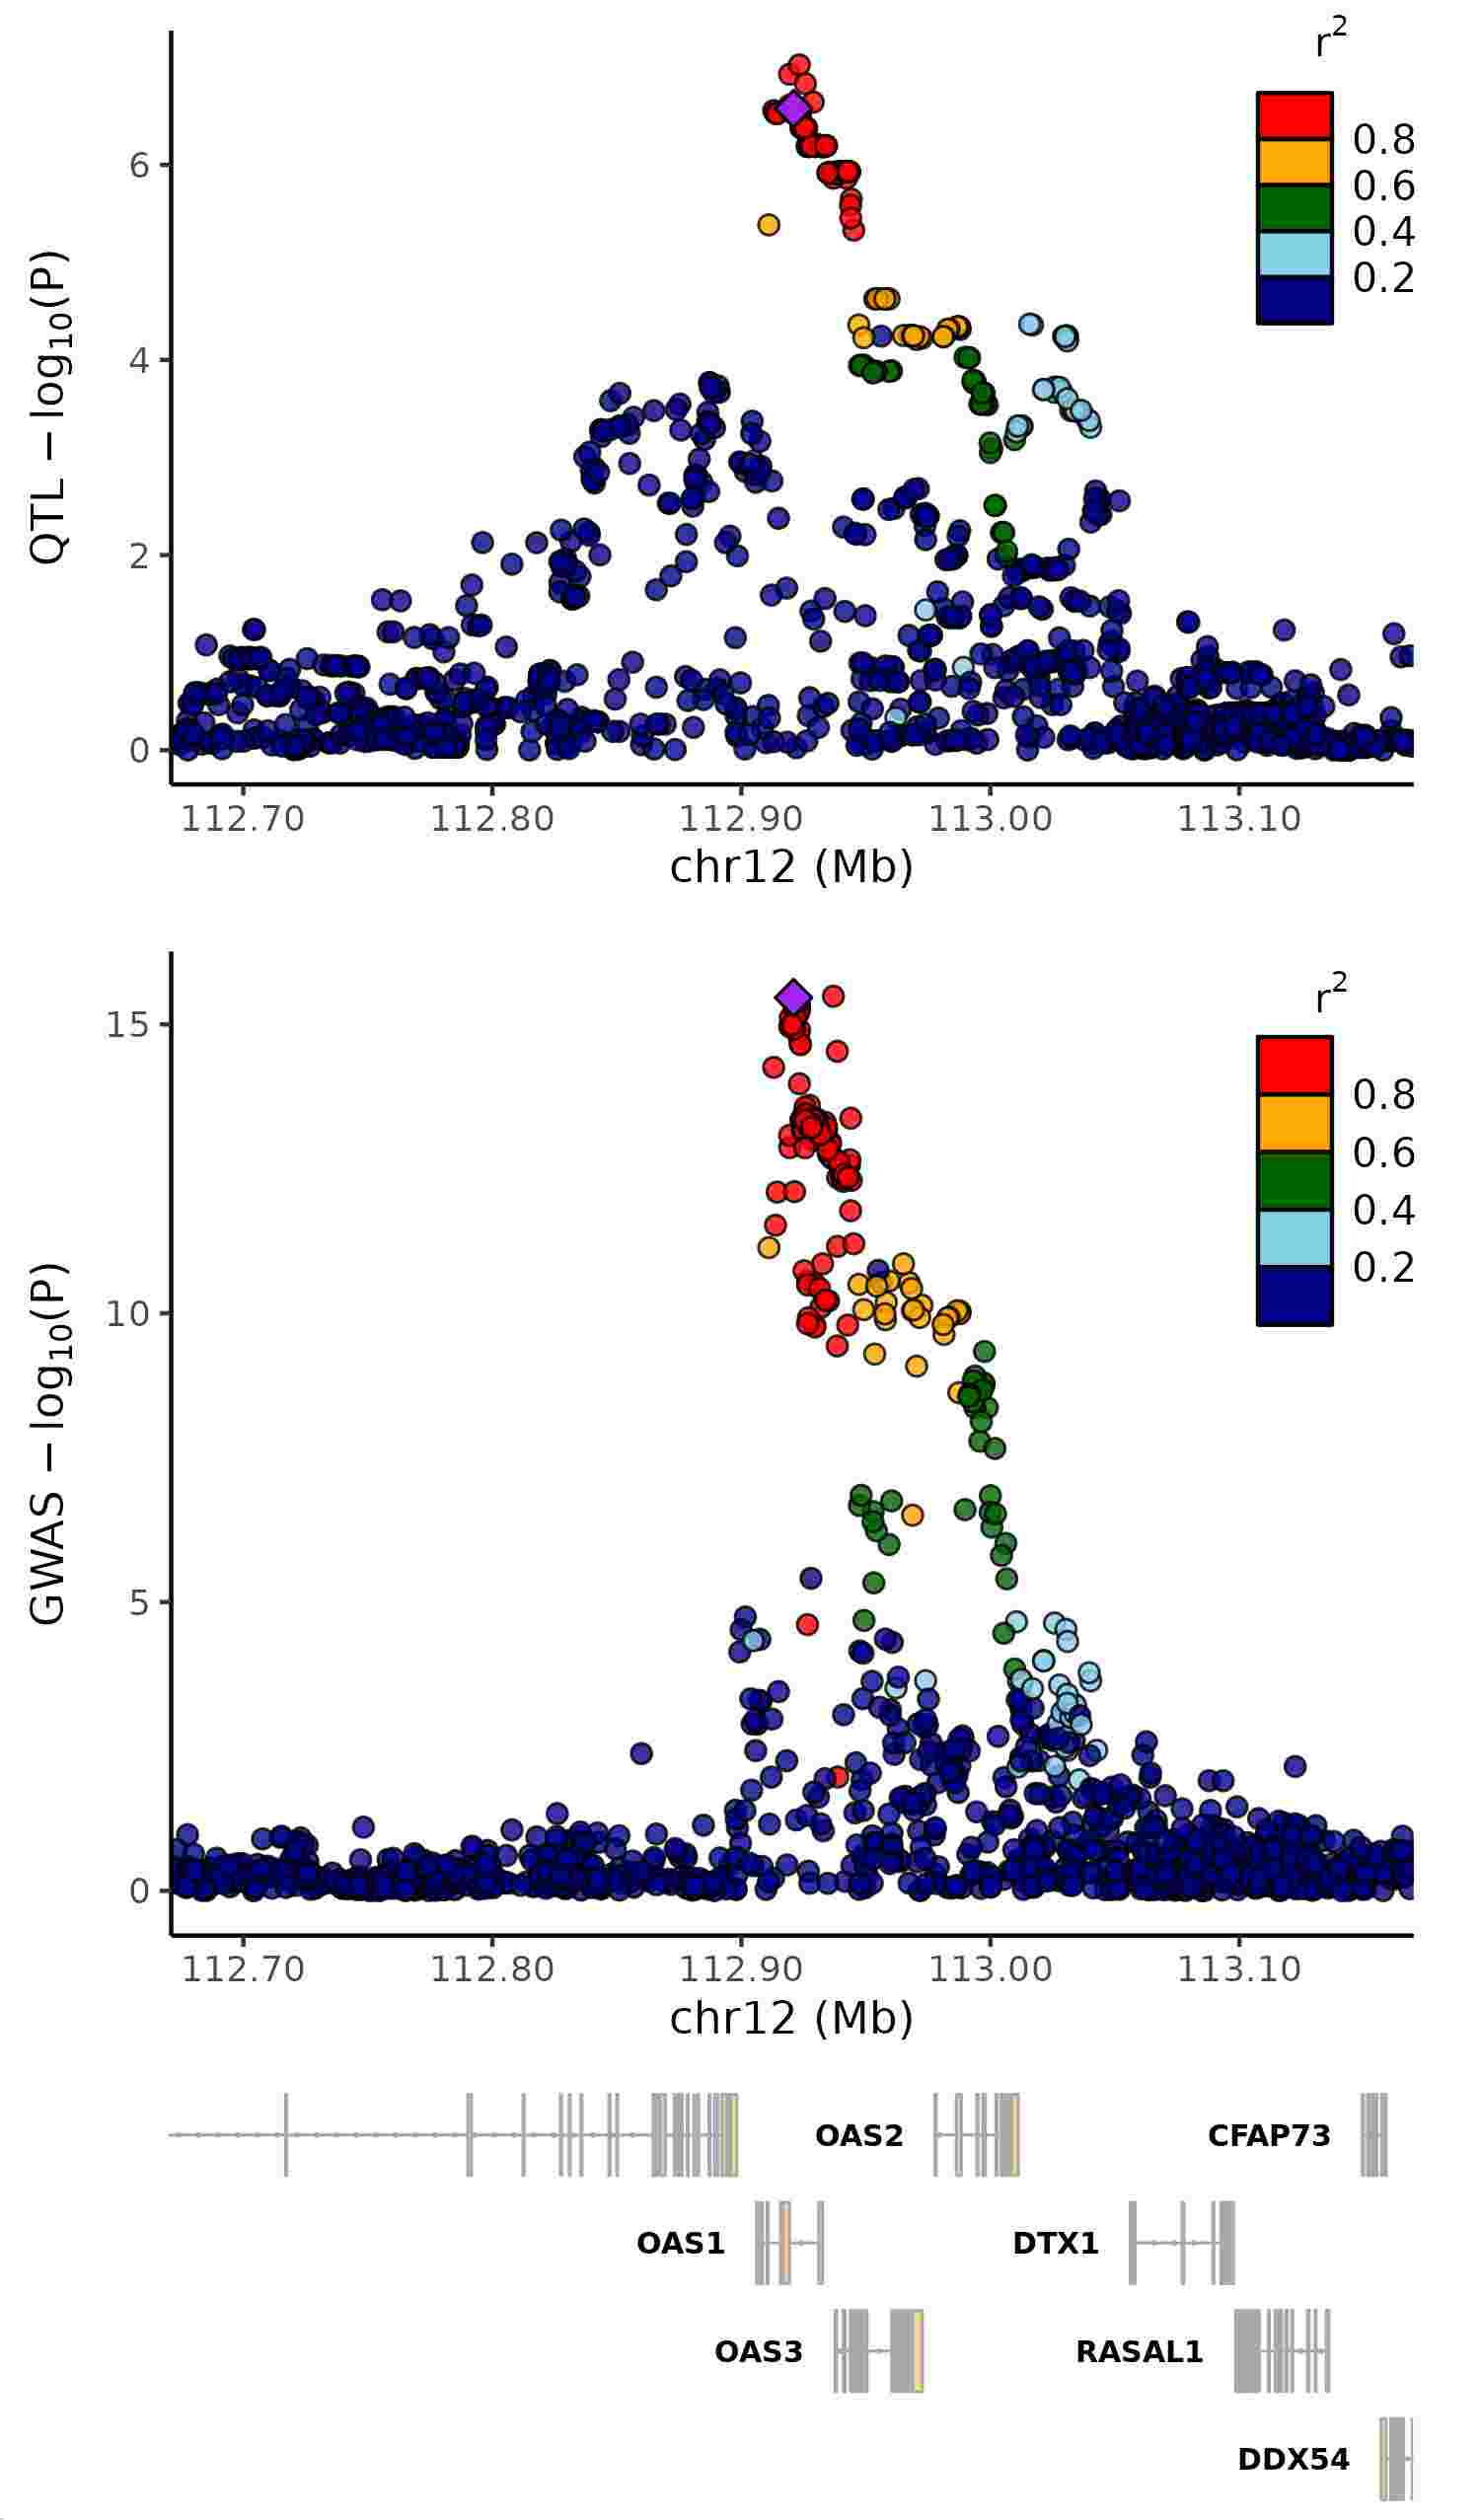 r²
0.8
0.6
0.4
0.2
QTL −log₁₀(P)
6
4
2
0
112.70 112.80 112.90 113.00 113.10
chr12 (Mb)
r²
0.8
0.6
0.4
0.2
GWAS −log₁₀(P)
15
10
5
0
112.70 112.80 112.90 113.00 113.10
chr12 (Mb)
OAS2 CFAP73
OAS1 DTX1
OAS3 RASAL1
DDX54